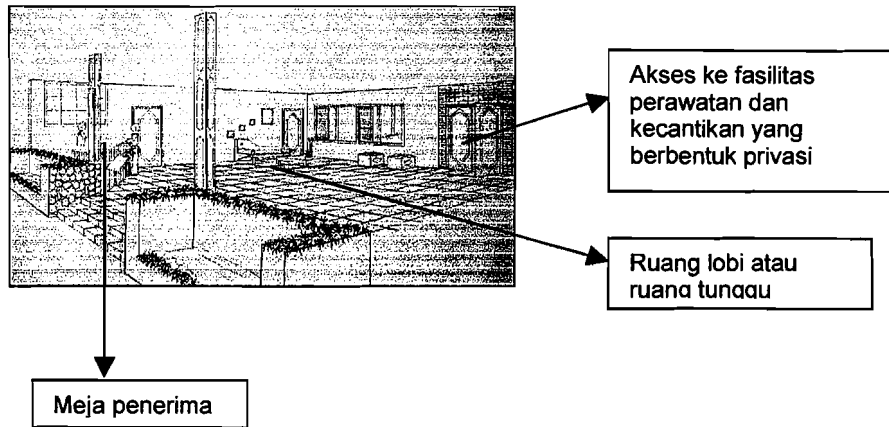 Akses ke fasilitas
perawatan dan
kecantikan yang
berbentuk privasi
Ruang lobi atau
ruang tunggu
Meja penerima